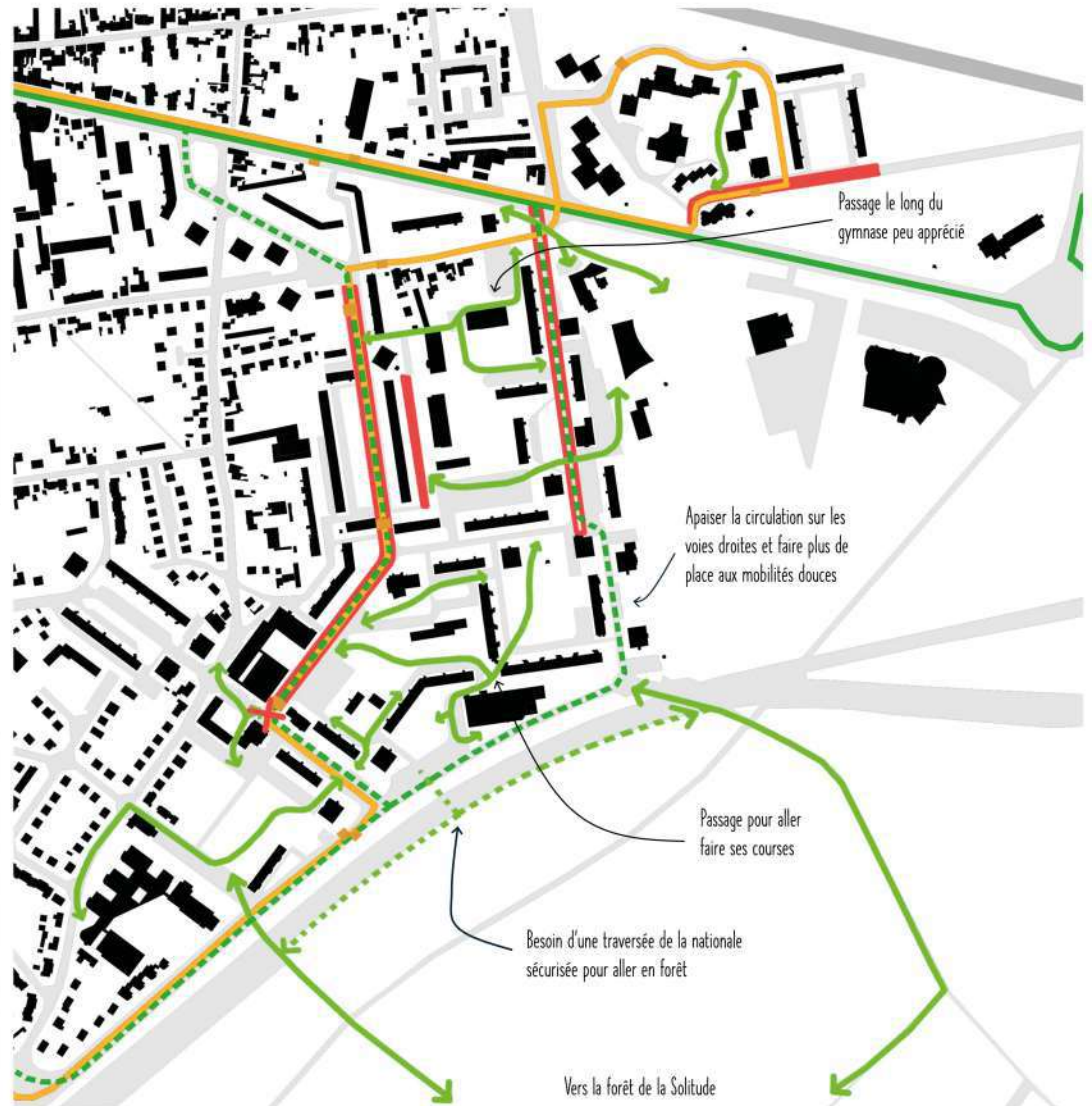 Passage le long du
gymnase peu apprécié
Apaiser la circulation sur les
voies droites et faire plus de
place aux mobilités douces
Passage pour aller
faire ses courses
Besoin d'une traversée de la nationale
sécurisée pour aller en forêt
Vers la forêt de la Solitude